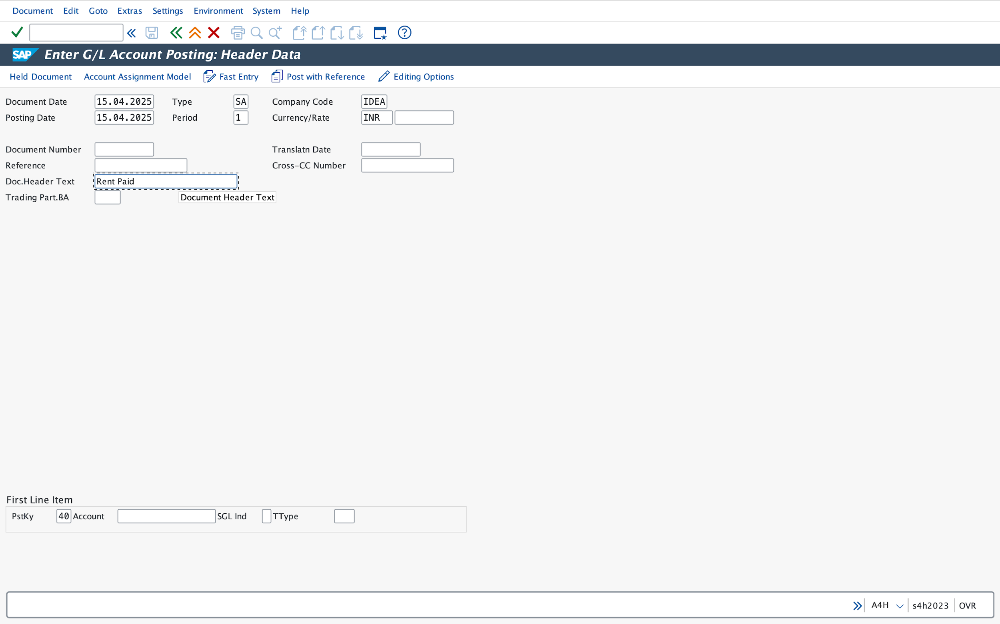 Document Edit Goto Extras Settings Environment System Help
SAP Enter G/L Account Posting: Header Data
Held Document Account Assignment Model Fast Entry Post with Reference Editing Options
Document Date 15.04.2025 Type SA Company Code IDEA
Posting Date 15.04.2025 Period 1 Currency/Rate INR
Document Number Translatn Date
Reference Cross-CC Number
Doc.Header Text Rent Paid
Trading Part.BA Document Header Text
First Line Item
PstKy 40 Account SGL Ind TType
A4H s4h2023 OVR